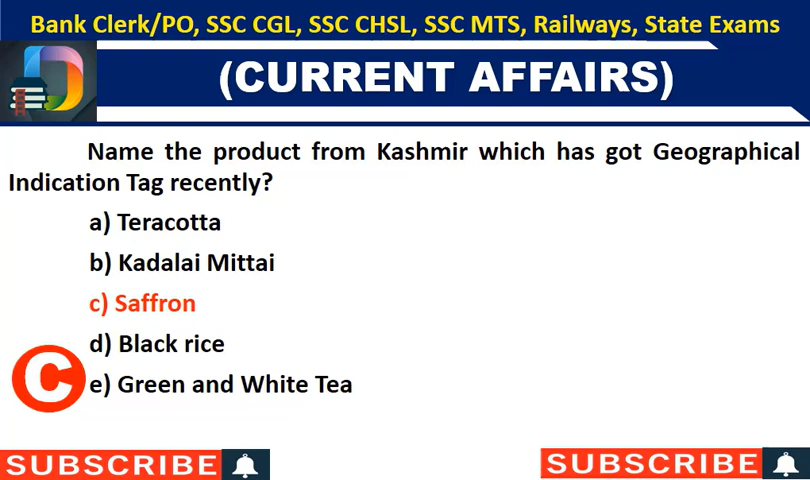 Bank Clerk/PO, SSC CGL, SSC CHSL, SSC MTS, Railways, State Exams
(CURRENT AFFAIRS)
Name the product from Kashmir which has got Geographical
Indication Tag recently?
a) Teracotta
b) Kadalai Mittai
c) Saffron
d) Black rice
C
e) Green and White Tea
SUBSCRIBE
SUBSCRIBE